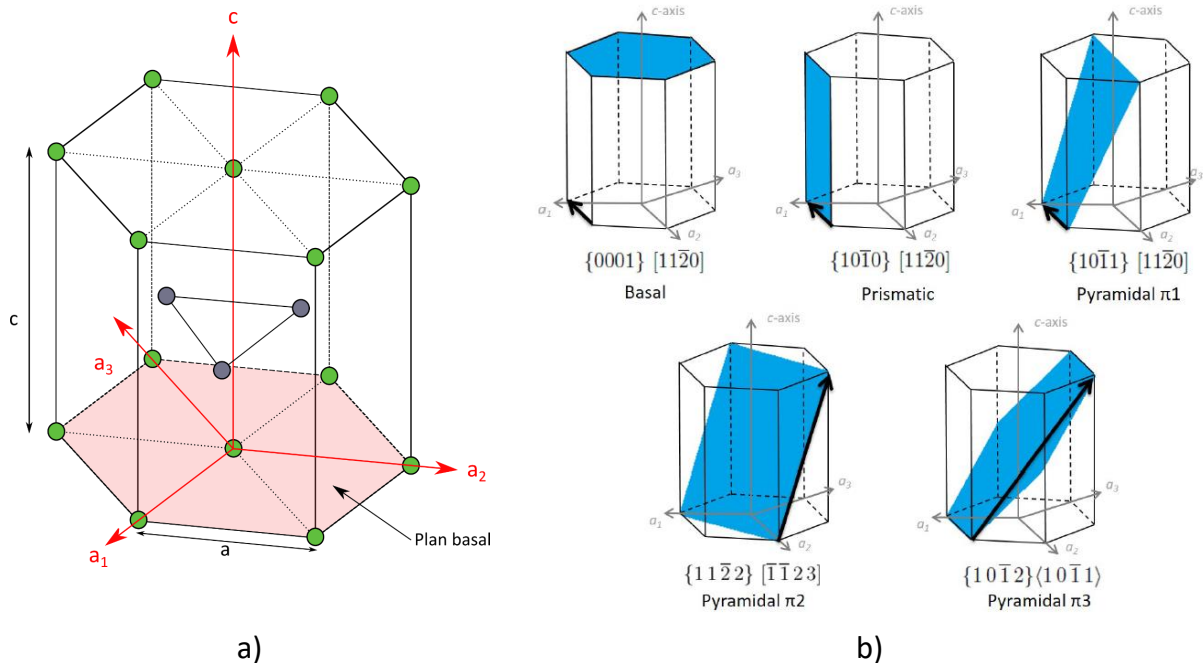 c
c
a₃
a₂
a₁
a
Plan basal
a)
c-axis
a₃
a₁
a₂
{0001} [112̅0]
Basal
c-axis
a₃
a₁
a₂
{101̅0} [112̅0]
Prismatic
c-axis
a₃
a₁
a₂
{101̅1} [112̅0]
Pyramidal π1
c-axis
a₃
a₁
a₂
{112̅2} [1̅1̅23]
Pyramidal π2
c-axis
a₃
a₁
a₂
{101̅2}⟨101̅1⟩
Pyramidal π3
b)